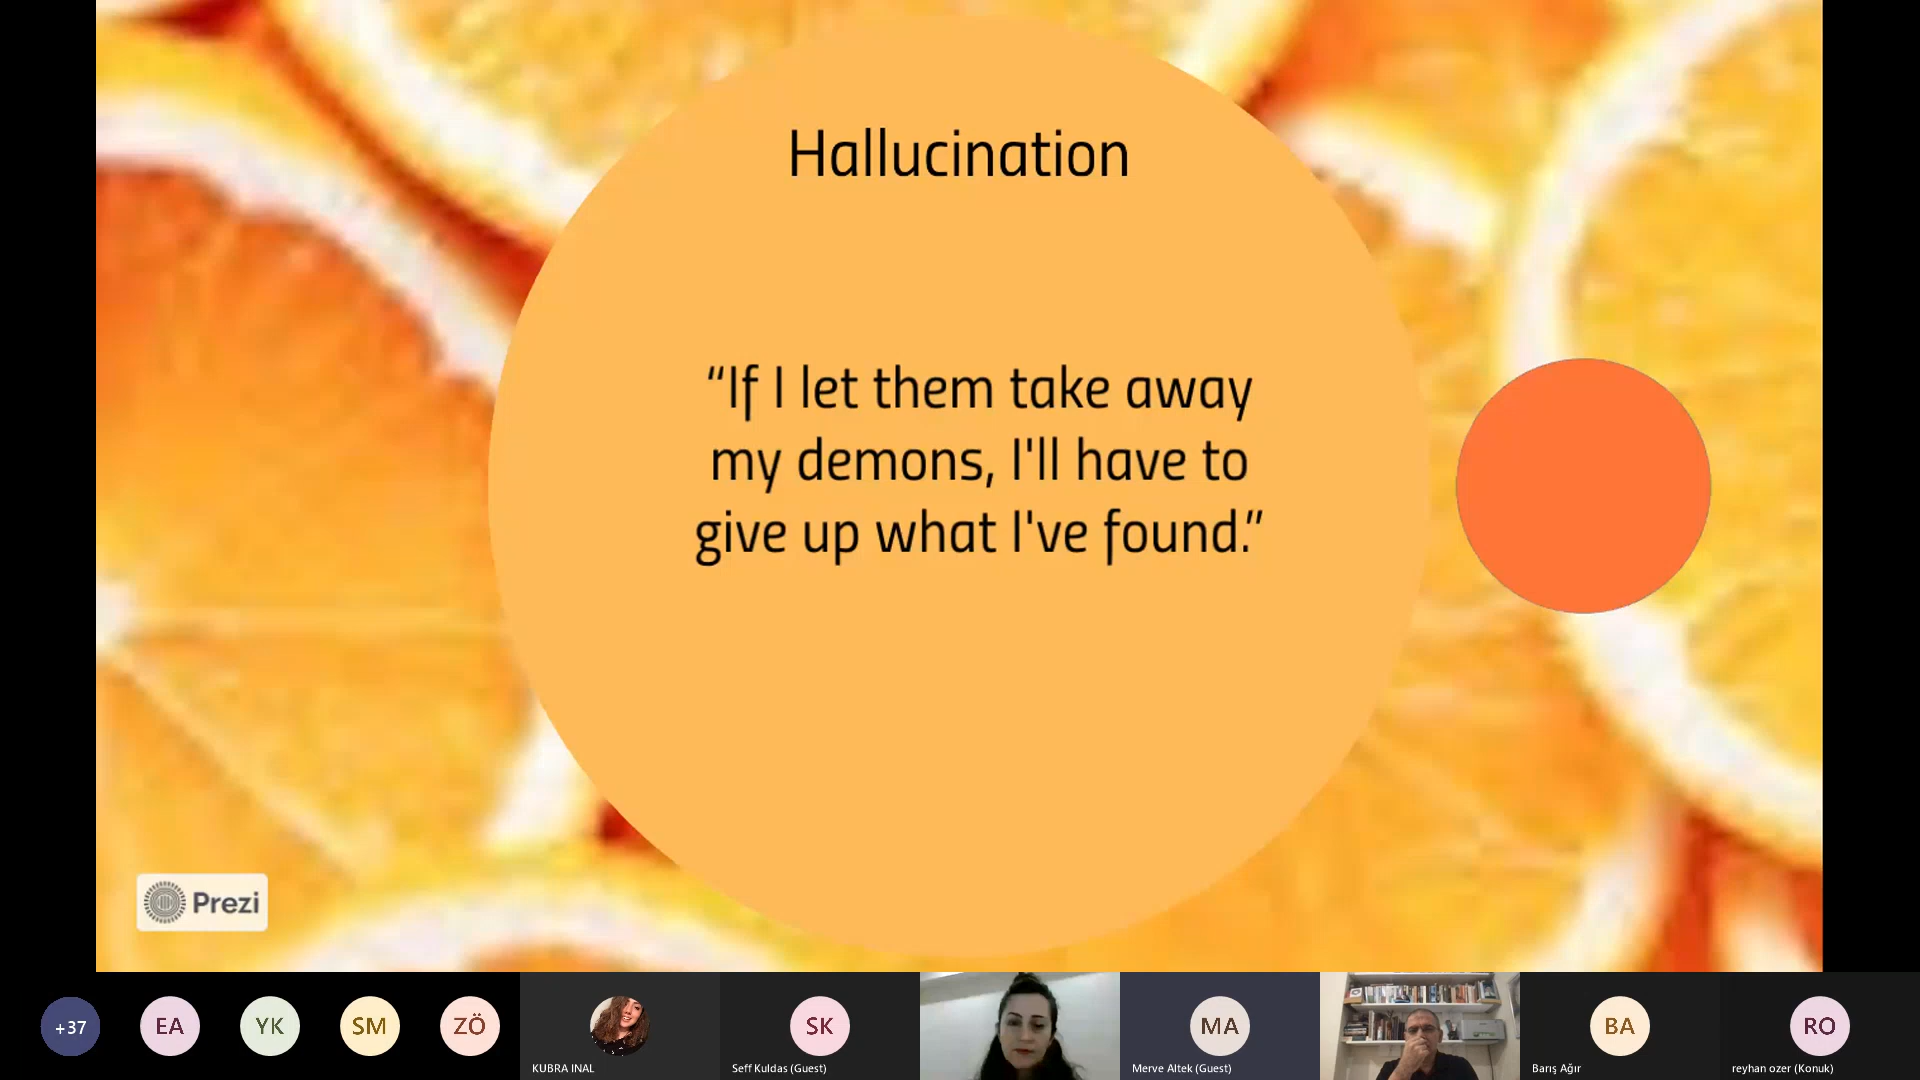 Hallucination
“If I let them take away
my demons, I'll have to
give up what I've found.”
Prezi
+37
EA
YK
SM
ZÖ
KUBRA INAL
SK
Seff Kuldas (Guest)
MA
Merve Altek (Guest)
BA
Barış Ağır
RO
reyhan ozer (Konuk)